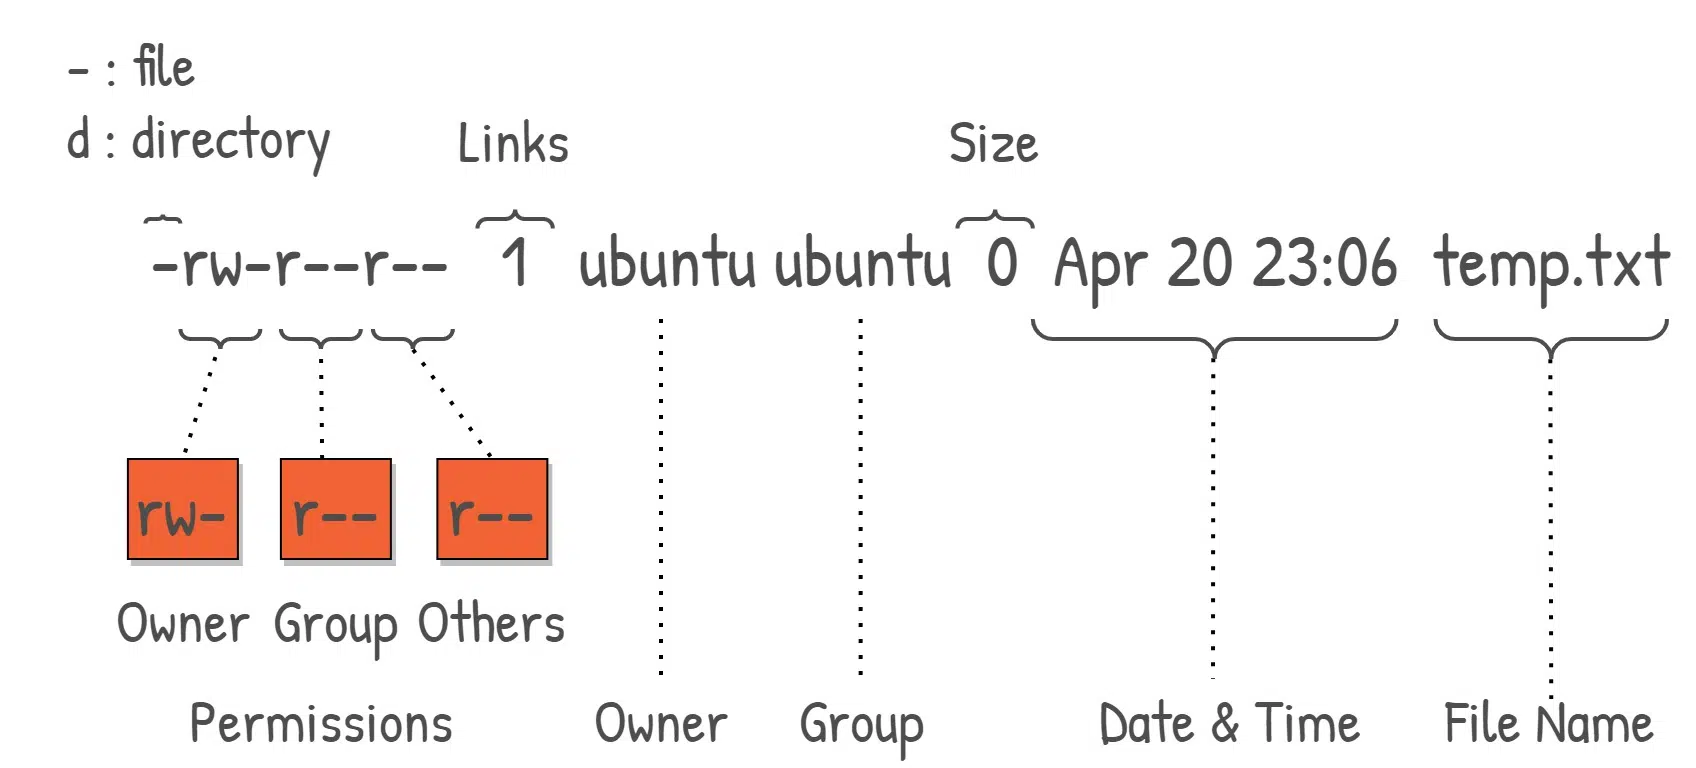 - : file
d : directory
Links
Size
-rw-r--r-- 1 ubuntu ubuntu 0 Apr 20 23:06 temp.txt
rw- r-- r--
Owner Group Others
Permissions Owner Group Date & Time File Name